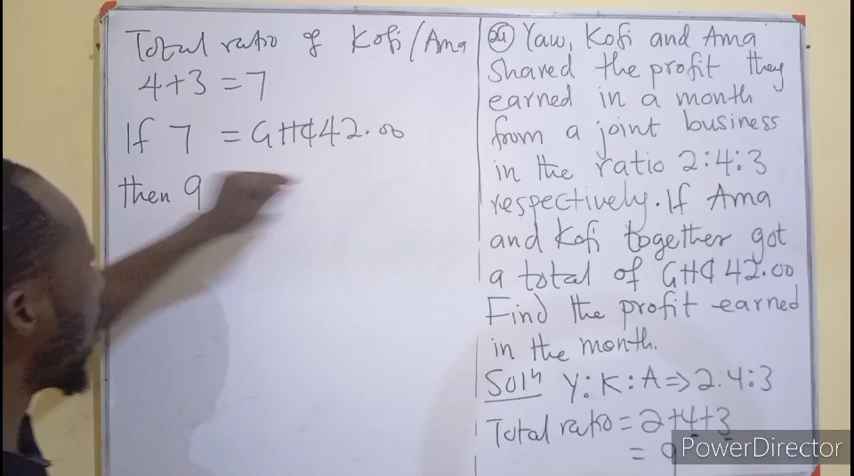 Total ratio of Kofi/Ama
4+3 = 7
If 7 = GH₵42.00
then 9
24 Yaw, Kofi and Ama
shared the profit they
earned in a month
from a joint business
in the ratio 2:4:3
respectively. If Ama
and Kofi together got
a total of GH₵42.00
Find the profit earned
in the month.
Soln Y:K:A => 2:4:3
Total ratio = 2+4+3
= 9
PowerDirector